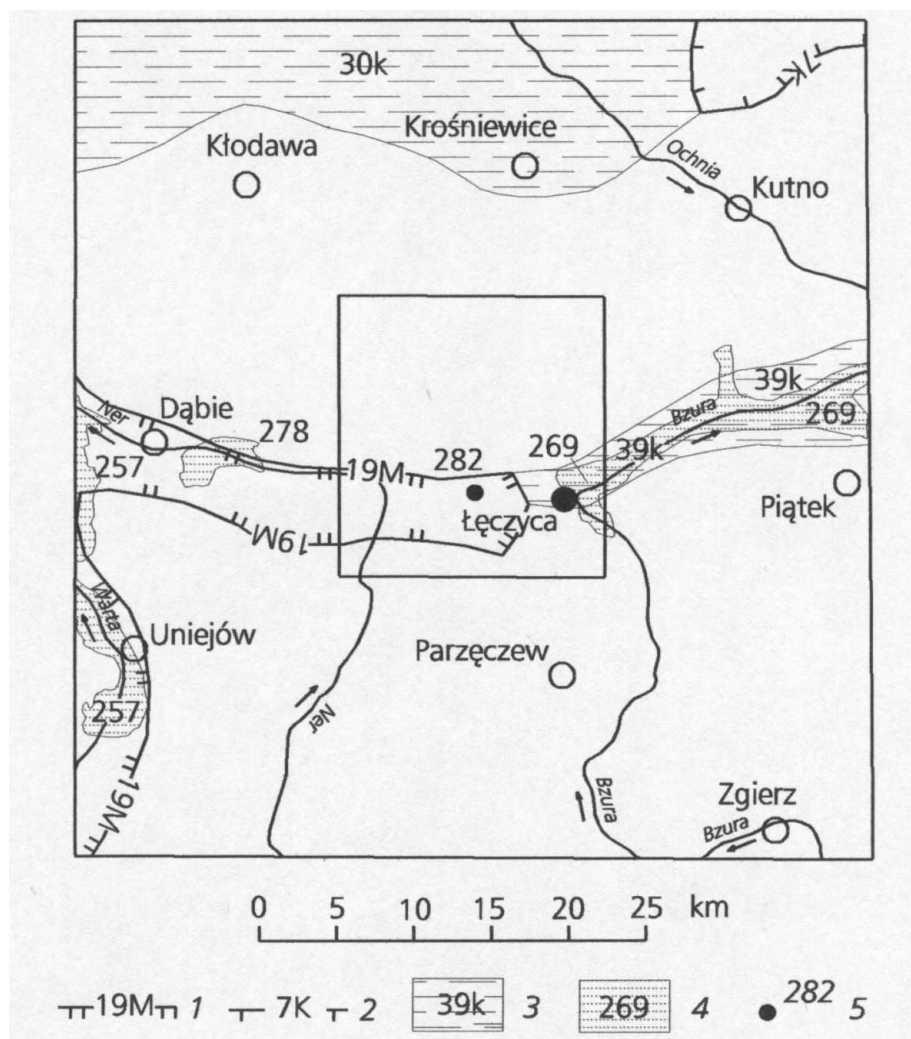 30k
7K
Krośniewice
Kłodawa
Ochnia
Kutno
39k
Bzura
269
Ner
Dąbie
278
257
19M
282
269
39k
Łęczyca
Piątek
19M
Warta
Uniejów
Parzęczew
257
Ner
19M
Bzura
Zgierz
Bzura
0 5 10 15 20 25 km
19M 1 7K 2 39k 3 269 4 282 5